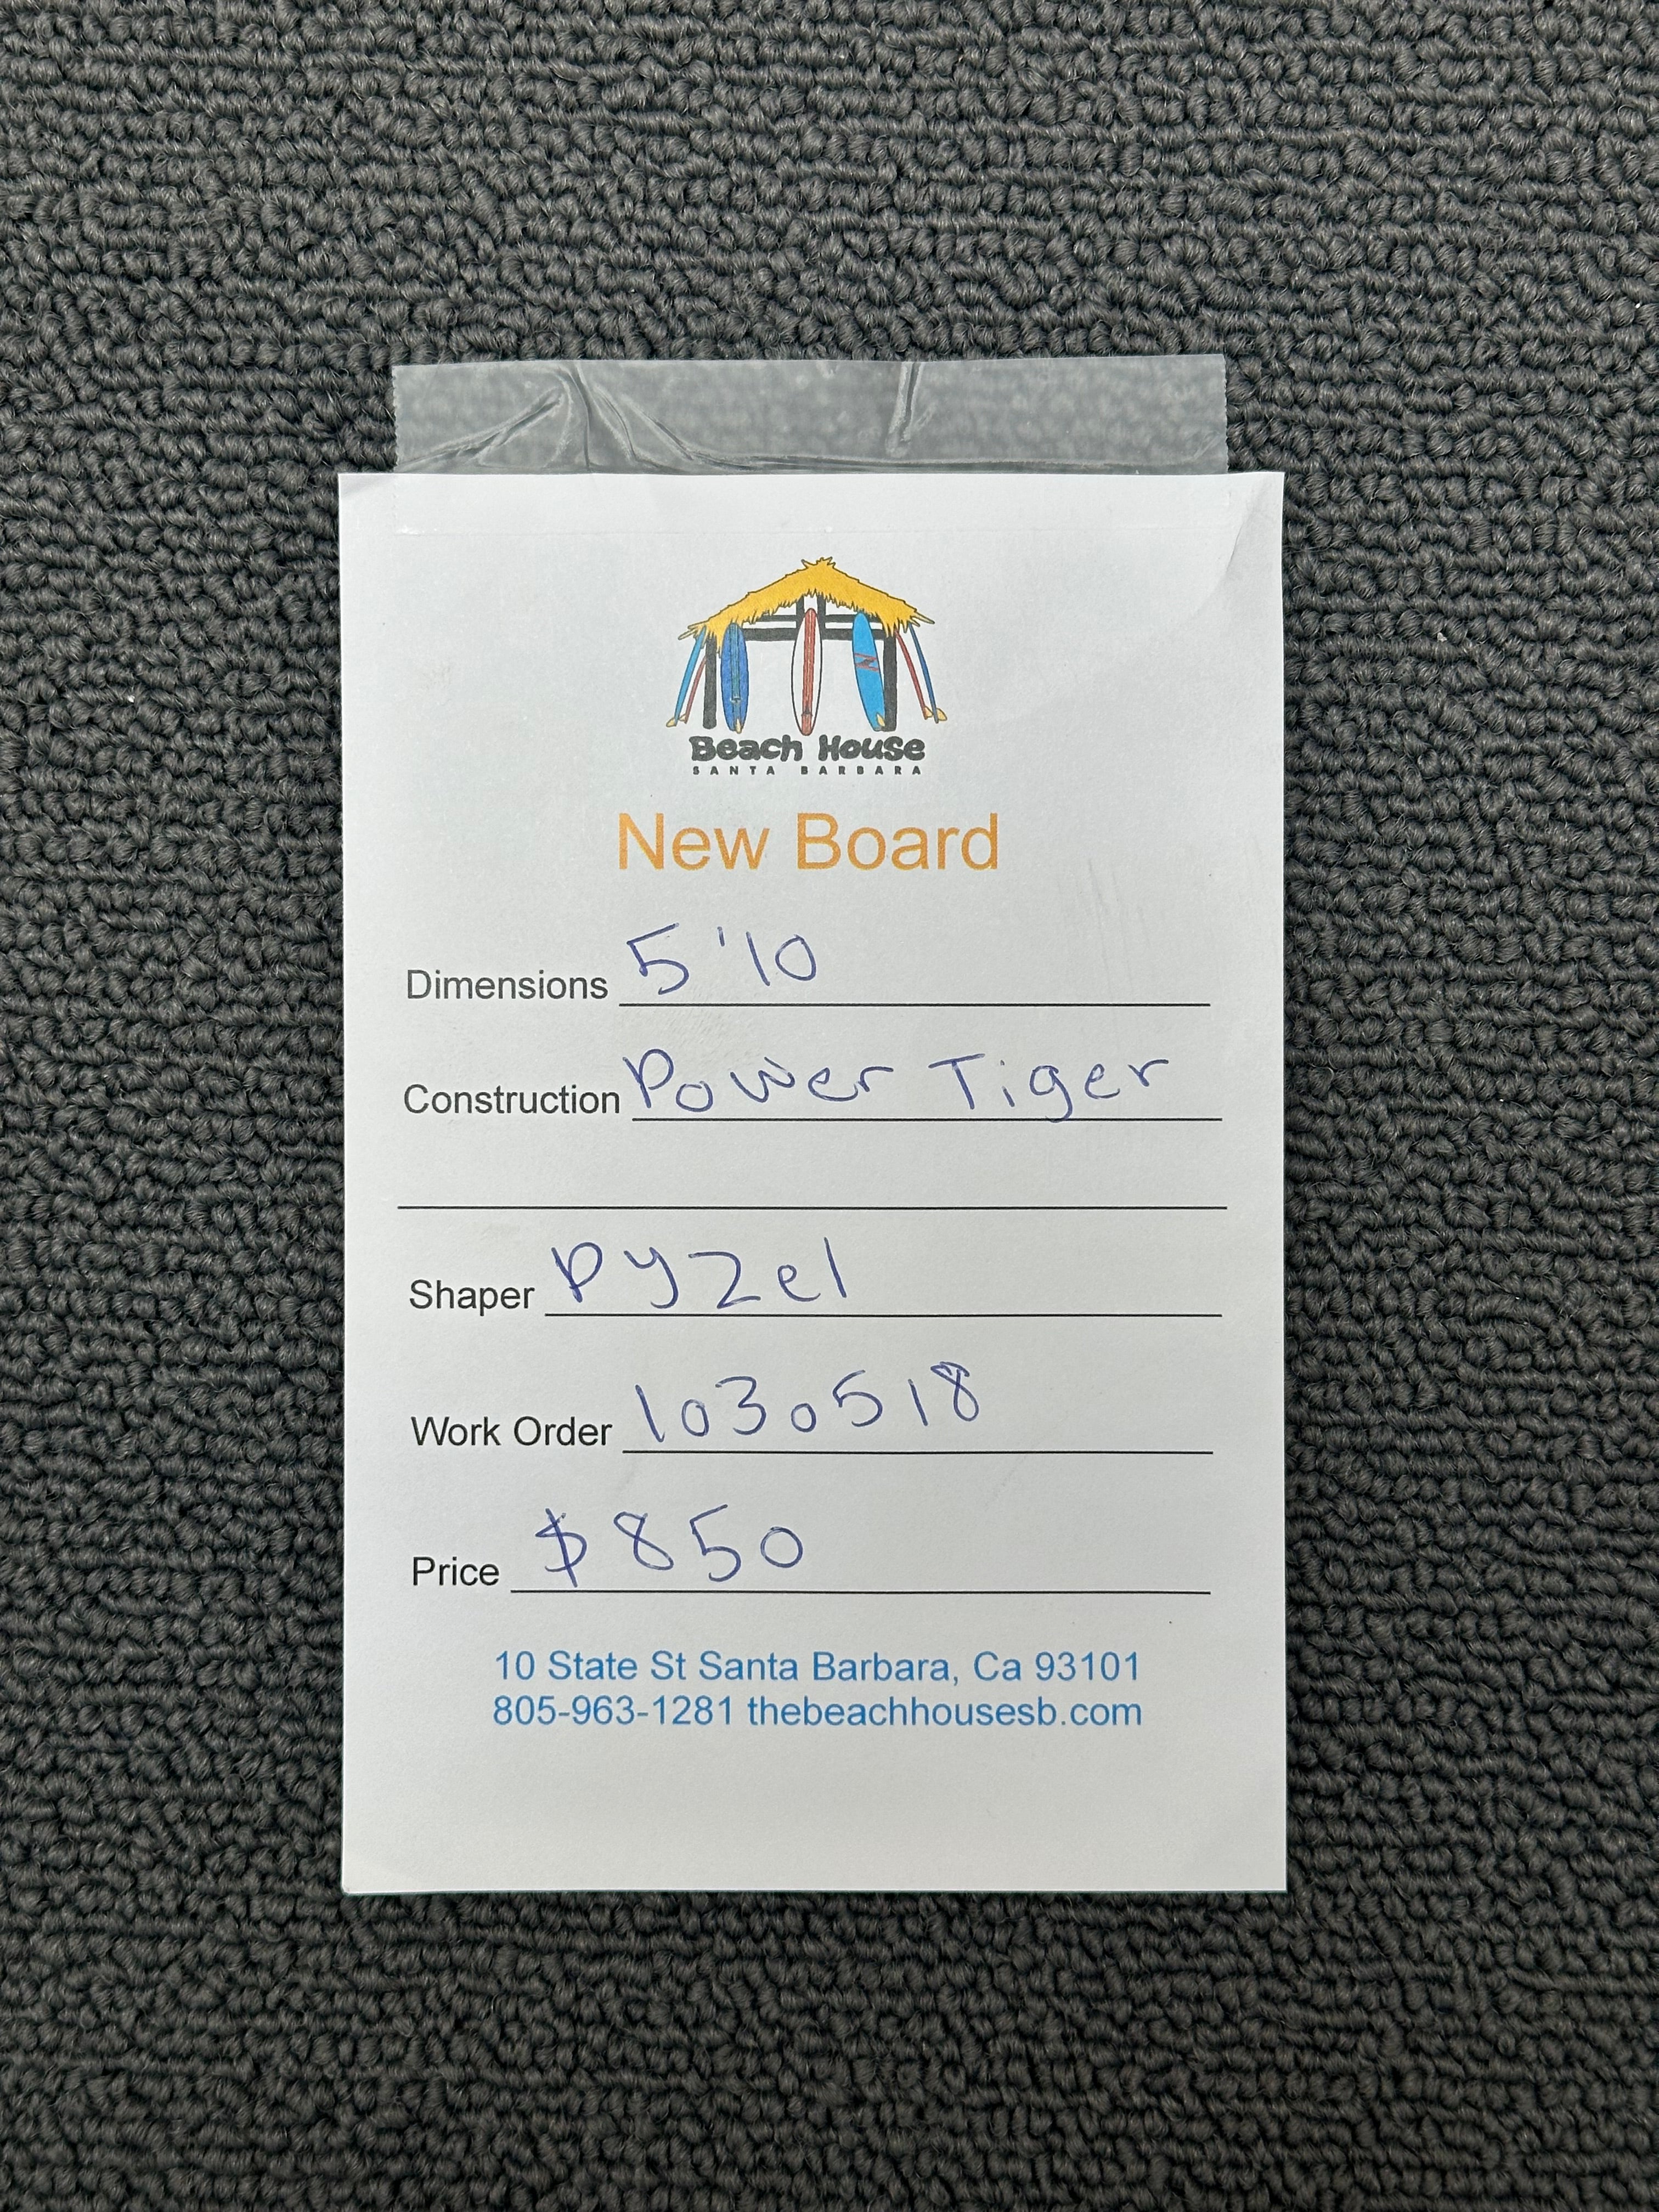 Beach House
SANTA BARBARA
New Board
Dimensions 5'10
Construction Power Tiger
Shaper Pyzel
Work Order 1030518
Price $850
10 State St Santa Barbara, Ca 93101
805-963-1281 thebeachhousesb.com